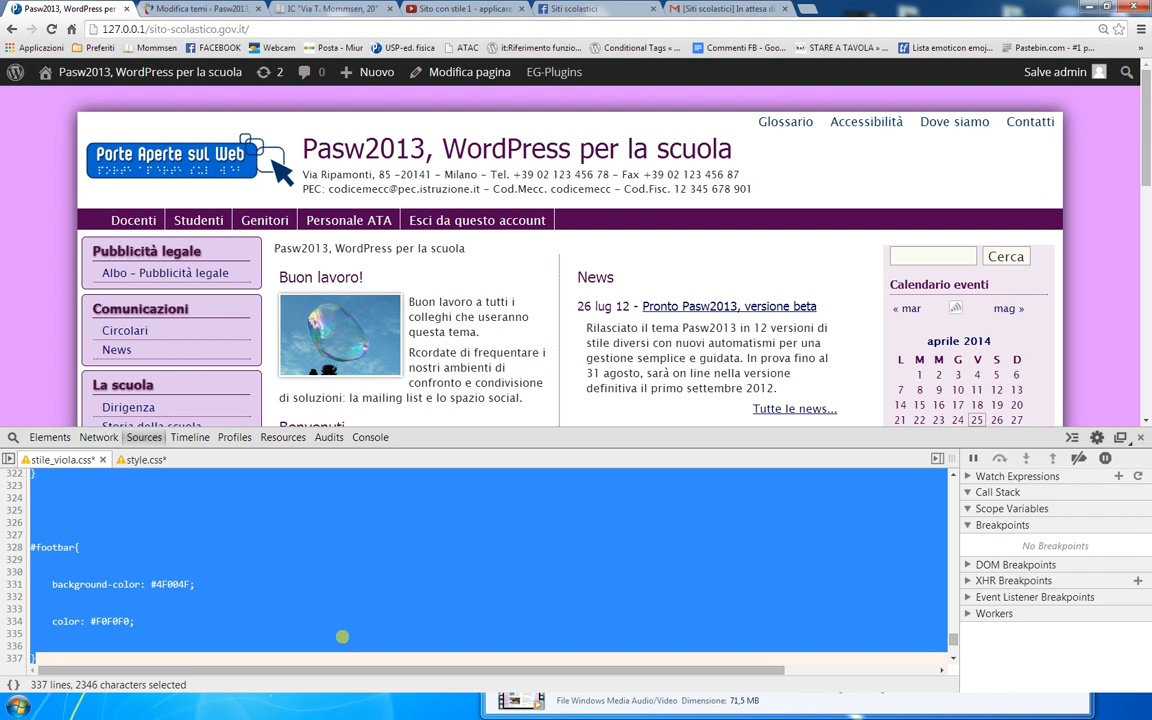 Pasw2013, WordPress per la
Modifica temi ‹ Pasw2013
IC "Via T. Mommsen, 20"
Sito con stile 1 - applicare
Siti scolastici
[Siti scolastici] In attesa di
127.0.0.1/sito-scolastico.gov.it/
Applicazioni Preferiti Mommsen FACEBOOK Webcam Posta - Miur USP-ed. fisica ATAC it:Riferimento funzio... Conditional Tags « ... Commenti FB - Goo... STARE A TAVOLA » ... Lista emoticon emoj... Pastebin.com - #1 p... »
Pasw2013, WordPress per la scuola 2 0 Nuovo Modifica pagina EG-Plugins Salve admin
Glossario Accessibilità Dove siamo Contatti
Porte Aperte sul Web
Pasw2013, WordPress per la scuola
Via Ripamonti, 85 -20141 - Milano - Tel. +39 02 123 456 78 - Fax +39 02 123 456 87
PEC: codicemecc@pec.istruzione.it - Cod.Mecc. codicemecc - Cod.Fisc. 12 345 678 901
Docenti Studenti Genitori Personale ATA Esci da questo account
Pubblicità legale
Albo – Pubblicità legale
Comunicazioni
Circolari
News
La scuola
Dirigenza
Storia della scuola
Pasw2013, WordPress per la scuola
Buon lavoro!
Buon lavoro a tutti i
colleghi che useranno
questa tema.
Rcordate di frequentare i
nostri ambienti di
confronto e condivisione
di soluzioni: la mailing list e lo spazio social.
Benvenuti
News
26 lug 12 - Pronto Pasw2013, versione beta
Rilasciato il tema Pasw2013 in 12 versioni di
stile diversi con nuovi automatismi per una
gestione semplice e guidata. In prova fino al
31 agosto, sarà on line nella versione
definitiva il primo settembre 2012.
Tutte le news...
Cerca
Calendario eventi
« mar mag »
aprile 2014
L M M G V S D
1 2 3 4 5 6
7 8 9 10 11 12 13
14 15 16 17 18 19 20
21 22 23 24 25 26 27
Elements Network Sources Timeline Profiles Resources Audits Console
stile_viola.css* × style.css*
322 }
323
324
325
326
327
328 #footbar{
329
330
331 background-color: #4F004F;
332
333
334 color: #F0F0F0;
335
336
337 }
{ } 337 lines, 2346 characters selected
Watch Expressions
Call Stack
Scope Variables
Breakpoints
No Breakpoints
DOM Breakpoints
XHR Breakpoints
Event Listener Breakpoints
Workers
File Windows Media Audio/Video Dimensione: 71,5 MB